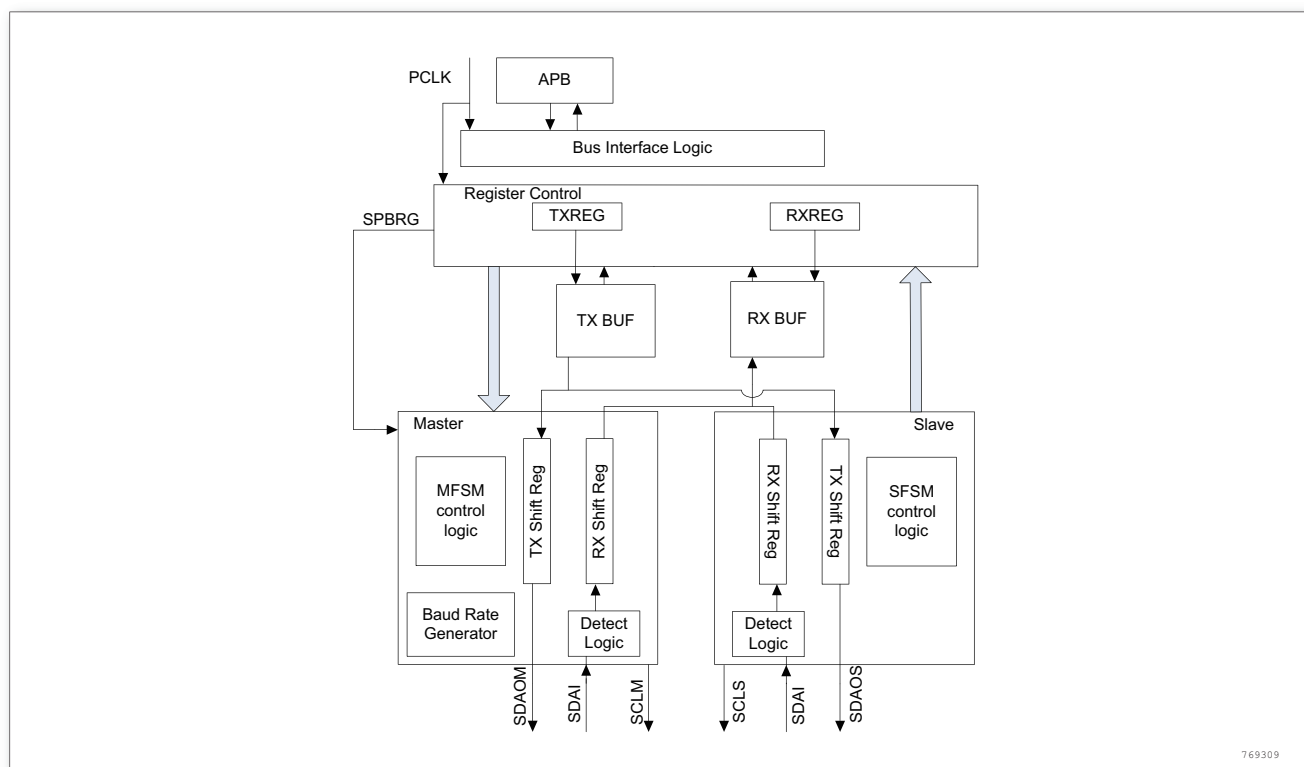 PCLK
APB
Bus Interface Logic
Register Control
SPBRG
TXREG
RXREG
TX BUF
RX BUF
Master
Slave
MFSM
control
logic
TX Shift Reg
RX Shift Reg
RX Shift Reg
TX Shift Reg
SFSM
control
logic
Baud Rate
Generator
Detect
Logic
Detect
Logic
SDAOM
SDAI
SCLM
SCLS
SDAI
SDAOS
769309